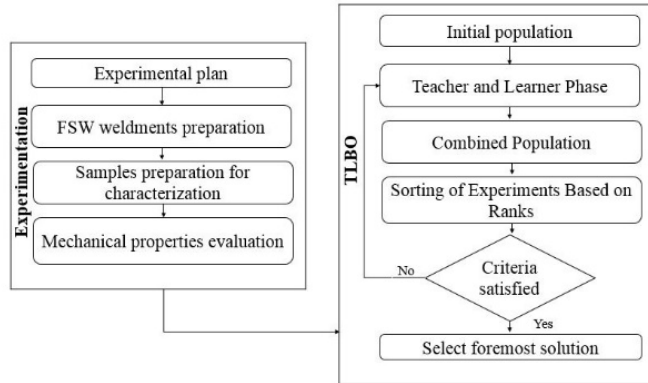 Experimentation
Experimental plan
FSW weldments preparation
Samples preparation for
characterization
Mechanical properties evaluation
TLBO
Initial population
Teacher and Learner Phase
Combined Population
Sorting of Experiments Based on
Ranks
Criteria
satisfied
No
Yes
Select foremost solution